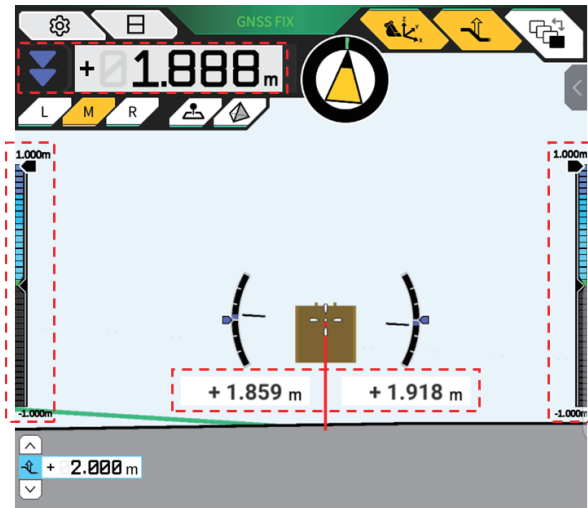 GNSS FIX
+ 1.888 m
L M R
1.000m 1.000m
+ 1.859 m + 1.918 m
-1.000m -1.000m
+ 2.000 m